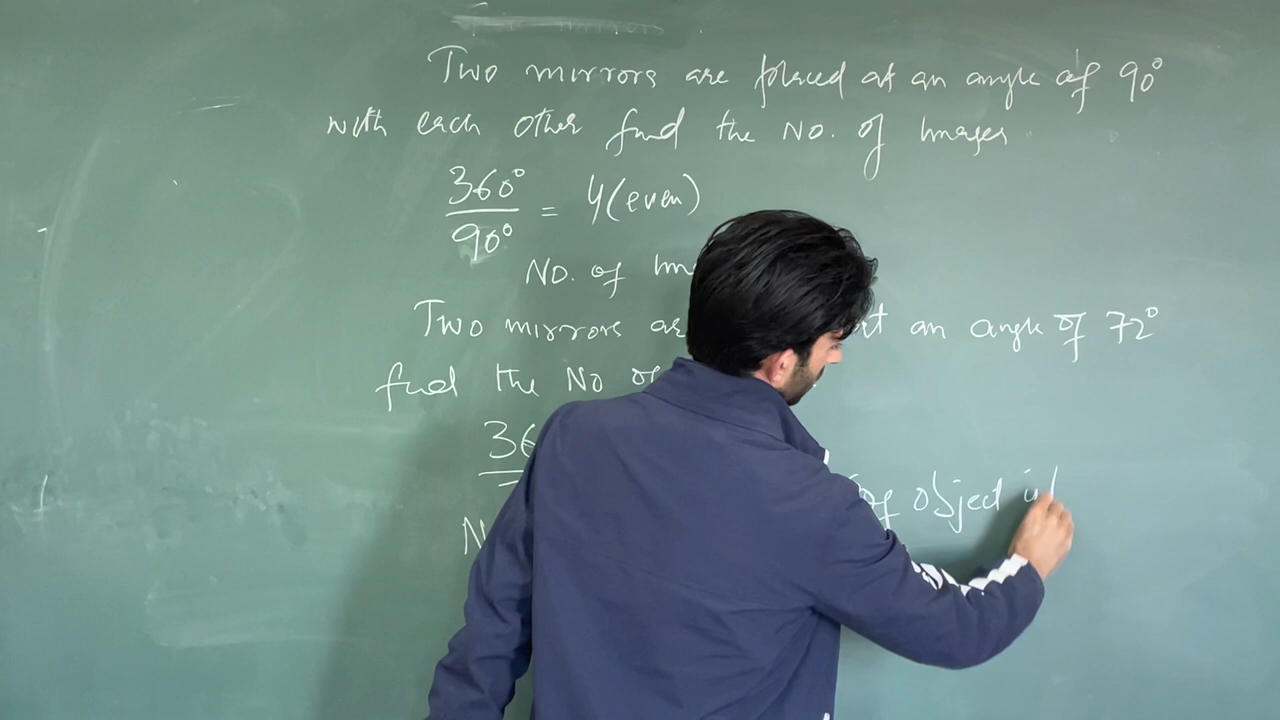 Two mirrors are placed at an angle of 90°
with each other find the No. of Images.
360°
90° = 4 (even)
No. of Im
Two mirrors ar at an angle of 72°
find the No of
36
N
of object is